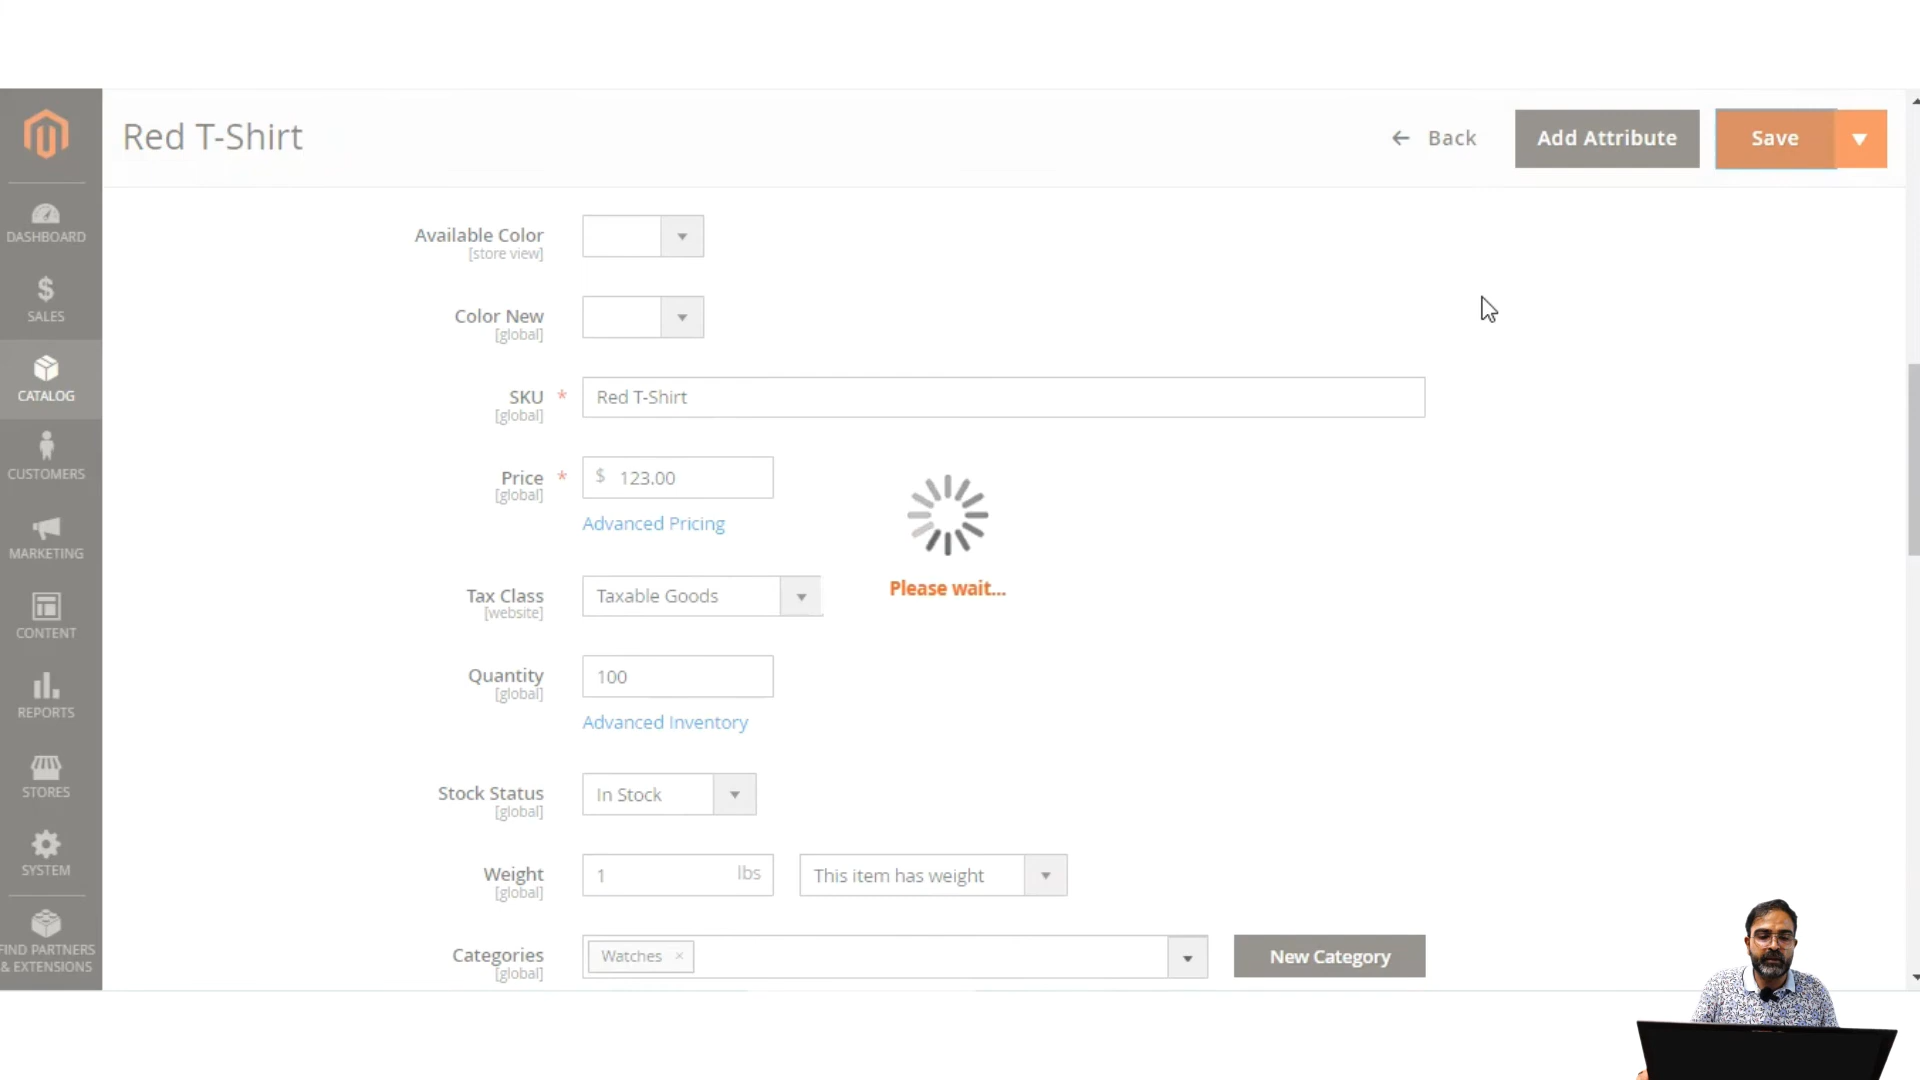 Red T-Shirt
Back
Add Attribute
Save
DASHBOARD
SALES
CATALOG
CUSTOMERS
MARKETING
CONTENT
REPORTS
STORES
SYSTEM
FIND PARTNERS
& EXTENSIONS
Available Color
[store view]
Color New
[global]
SKU *
[global]
Red T-Shirt
Price *
[global]
$ 123.00
Advanced Pricing
Please wait...
Tax Class
[website]
Taxable Goods
Quantity
[global]
100
Advanced Inventory
Stock Status
[global]
In Stock
Weight
[global]
1 lbs
This item has weight
Categories
[global]
Watches ×
New Category